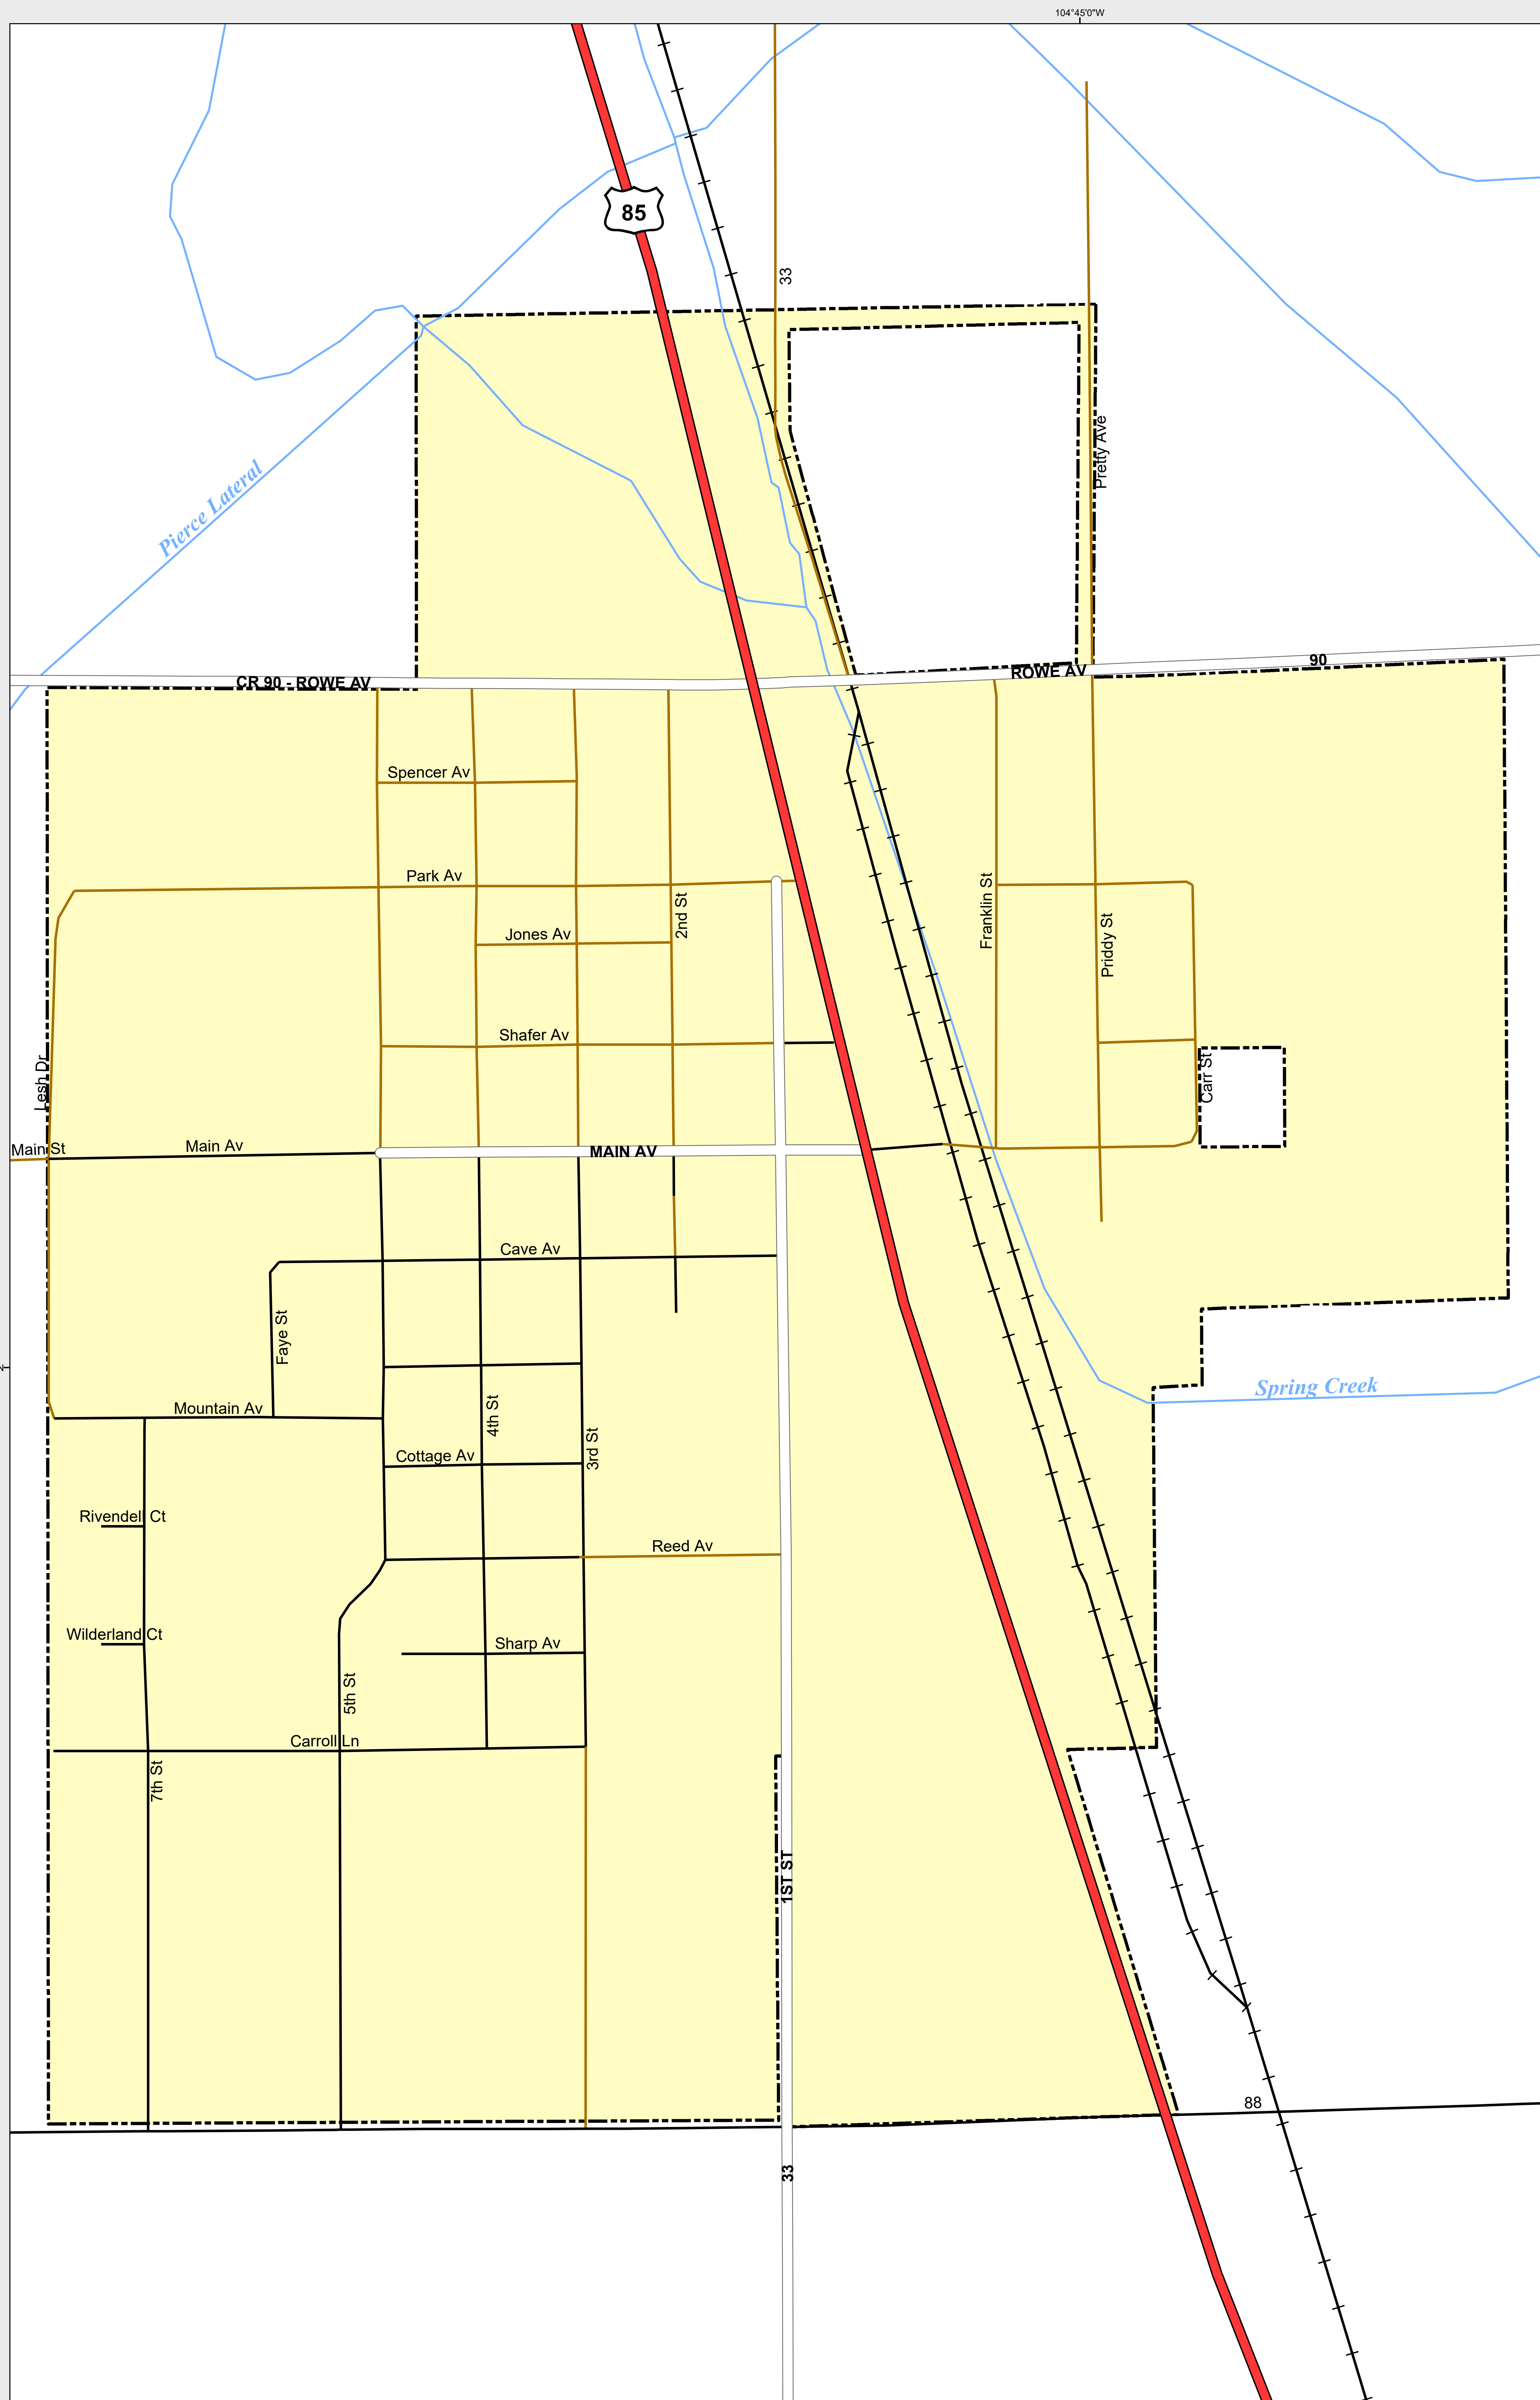 104°45'0"W
85
33
Pierce Lateral
Pretty Ave
CR 90 - ROWE AV
ROWE AV
90
Spencer Av
Park Av
2nd St
Franklin St
Priddy St
Jones Av
Shafer Av
Lesh Dr
Carr St
Main St
Main Av
MAIN AV
Cave Av
Faye St
Spring Creek
Mountain Av
4th St
3rd St
Cottage Av
Rivendell Ct
Reed Av
Wilderland Ct
Sharp Av
5th St
Carroll Ln
7th St
1ST ST
88
33